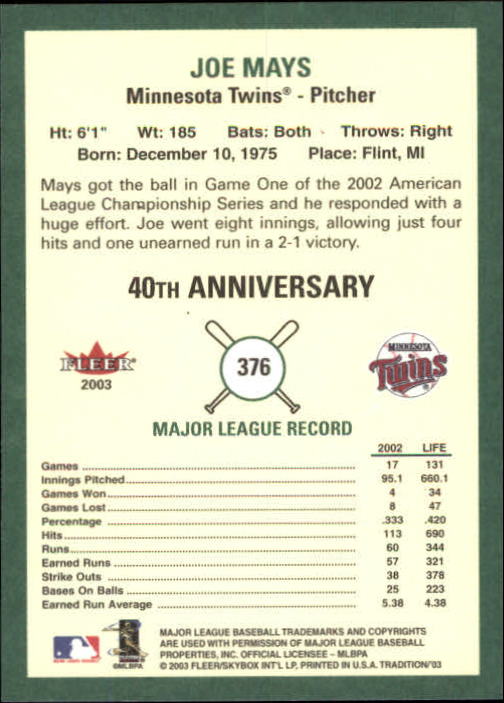 JOE MAYS
Minnesota Twins® - Pitcher
Ht: 6'1" Wt: 185 Bats: Both Throws: Right
Born: December 10, 1975 Place: Flint, MI
Mays got the ball in Game One of the 2002 American
League Championship Series and he responded with a
huge effort. Joe went eight innings, allowing just four
hits and one unearned run in a 2-1 victory.
40TH ANNIVERSARY
FLEER®
2003
376
MINNESOTA
Twins
MAJOR LEAGUE RECORD
2002 LIFE
Games 17 131
Innings Pitched 95.1 660.1
Games Won 4 34
Games Lost 8 47
Percentage .333 .420
Hits 113 690
Runs 60 344
Earned Runs 57 321
Strike Outs 38 378
Bases On Balls 25 223
Earned Run Average 5.38 4.38
©MLBPA
MAJOR LEAGUE BASEBALL TRADEMARKS AND COPYRIGHTS
ARE USED WITH PERMISSION OF MAJOR LEAGUE BASEBALL
PROPERTIES, INC. OFFICIAL LICENSEE - MLBPA
© 2003 FLEER/SKYBOX INT'L LP, PRINTED IN U.S.A. TRADITION/'03